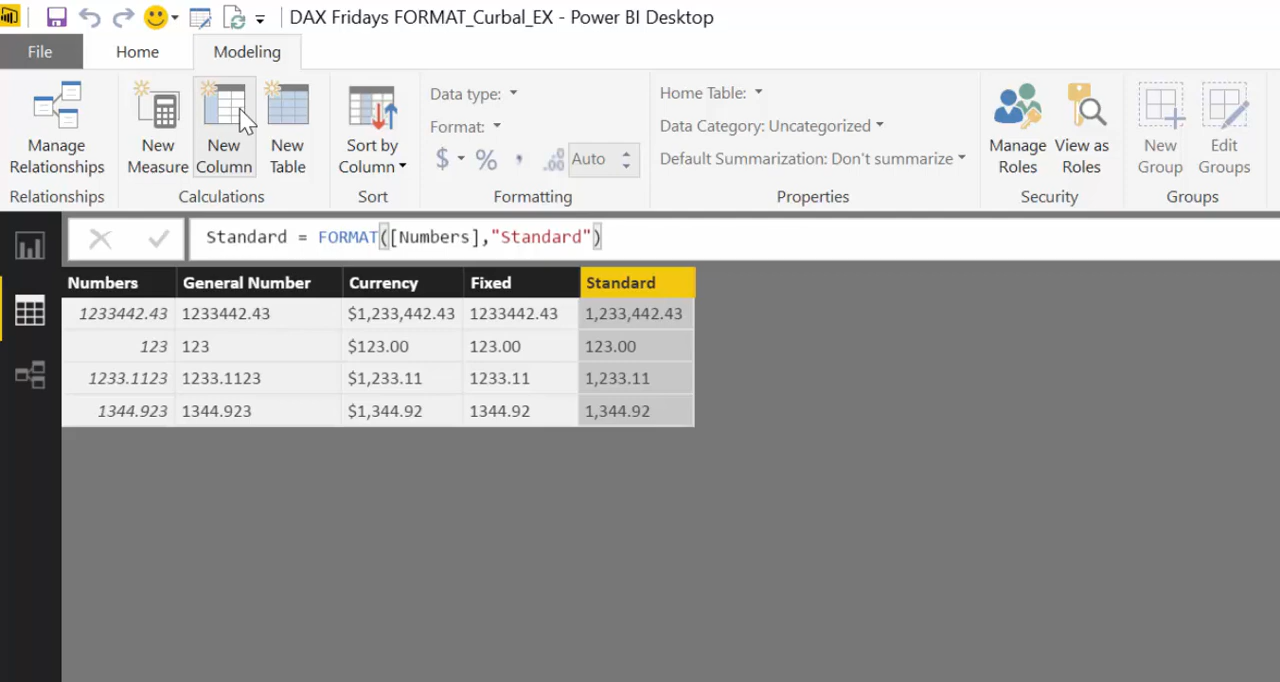 DAX Fridays FORMAT_Curbal_EX - Power BI Desktop
File Home Modeling
Manage Relationships
New Measure
New Column
New Table
Sort by Column
Data type:
Format:
$ % , .00 Auto
Home Table:
Data Category: Uncategorized
Default Summarization: Don't summarize
Manage Roles
View as Roles
New Group
Edit Groups
Relationships Calculations Sort Formatting Properties Security Groups
Standard = FORMAT([Numbers],"Standard")
Numbers General Number Currency Fixed Standard
1233442.43 1233442.43 $1,233,442.43 1233442.43 1,233,442.43
123 123 $123.00 123.00 123.00
1233.1123 1233.1123 $1,233.11 1233.11 1,233.11
1344.923 1344.923 $1,344.92 1344.92 1,344.92